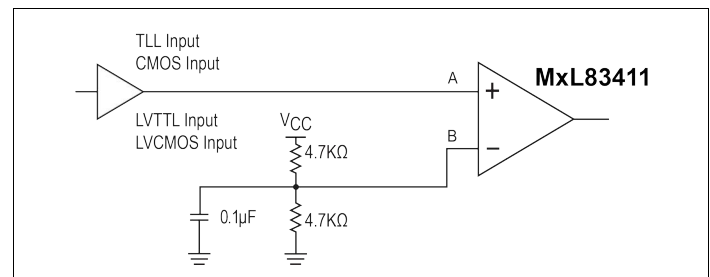 TLL Input
CMOS Input
MxL83411
A
+
LVTTL Input
LVCMOS Input
VCC
B
−
4.7KΩ
0.1µF
4.7KΩ